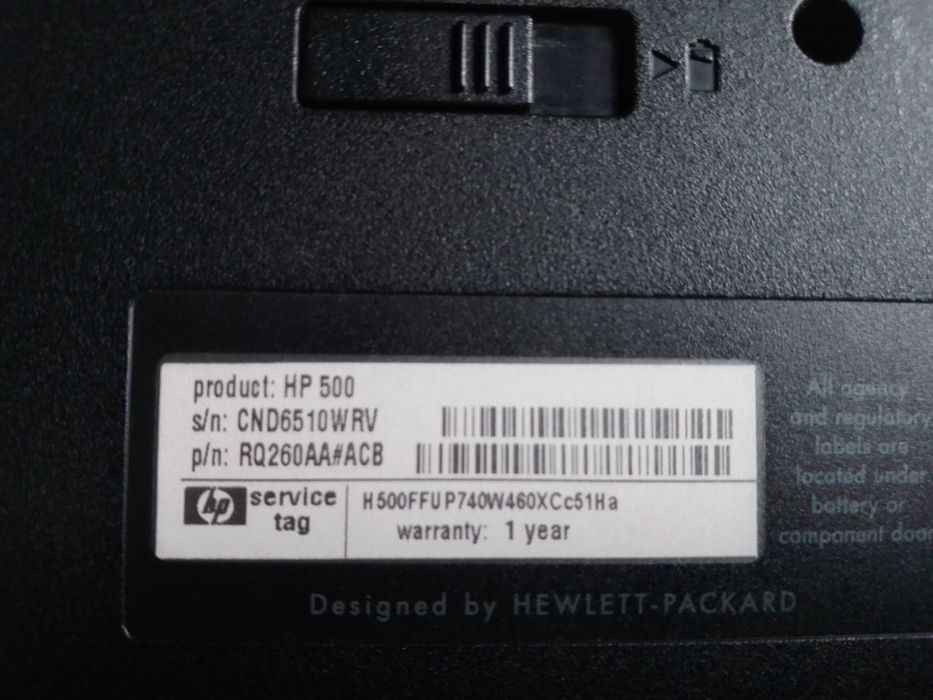 product: HP 500
s/n: CND6510WRV
p/n: RQ260AA#ACB
hp
service
tag
H500FFUP740W460XCc51Ha
warranty: 1 year
All agency
and regulatory
labels are
located under
battery or
component door
Designed by HEWLETT-PACKARD